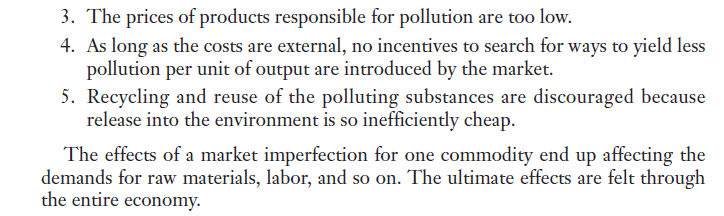 3. The prices of products responsible for pollution are too low.
4. As long as the costs are external, no incentives to search for ways to yield less
pollution per unit of output are introduced by the market.
5. Recycling and reuse of the polluting substances are discouraged because
release into the environment is so inefficiently cheap.
The effects of a market imperfection for one commodity end up affecting the
demands for raw materials, labor, and so on. The ultimate effects are felt through
the entire economy.